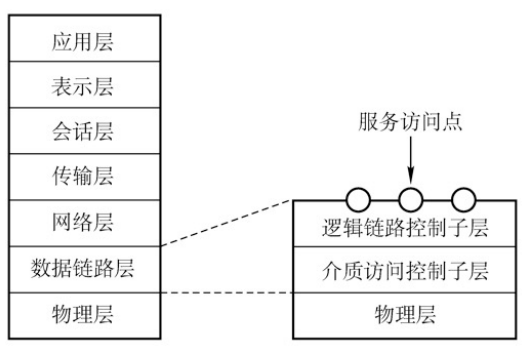 应用层
表示层
会话层
传输层
网络层
数据链路层
物理层
服务访问点
逻辑链路控制子层
介质访问控制子层
物理层